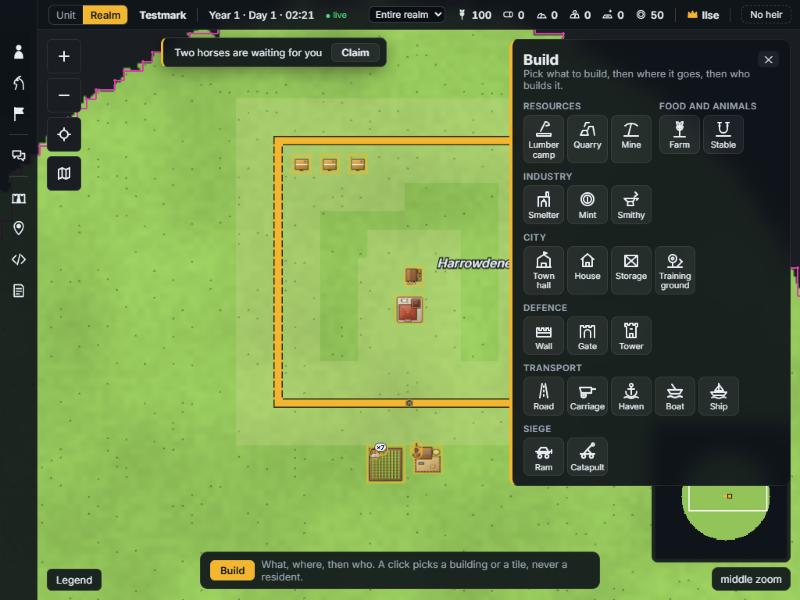 Unit Realm Testmark Year 1 · Day 1 · 02:21 live Entire realm 100 0 0 0 0 50 Ilse No heir
Two horses are waiting for you Claim
Build
Pick what to build, then where it goes, then who
builds it.
RESOURCES FOOD AND ANIMALS
Lumber camp Quarry Mine Farm Stable
INDUSTRY
Smelter Mint Smithy
CITY
Town hall House Storage Training ground
DEFENCE
Wall Gate Tower
TRANSPORT
Road Carriage Haven Boat Ship
SIEGE
Ram Catapult
Harrowdene
Build What, where, then who. A click picks a building or a tile, never a
resident.
Legend
middle zoom